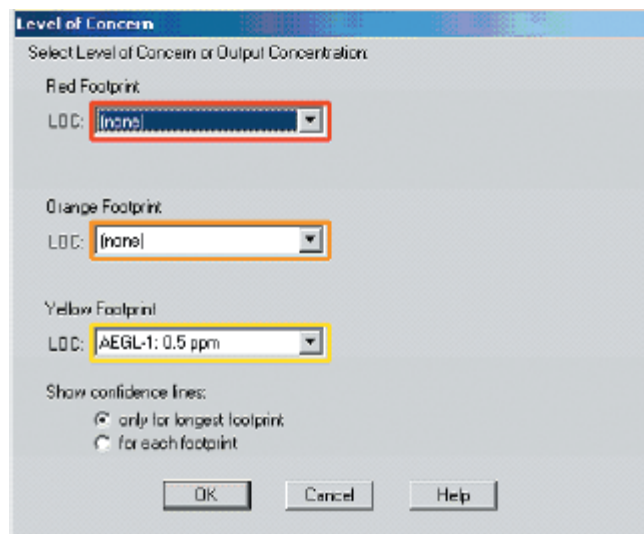 Level of Concern
Select Level of Concern or Output Concentration:
Red Footprint
LOC: (none)
Orange Footprint
LOC: (none)
Yellow Footprint
LOC: AEGL-1: 0.5 ppm
Show confidence lines:
only for longest footprint
for each footprint
OK Cancel Help